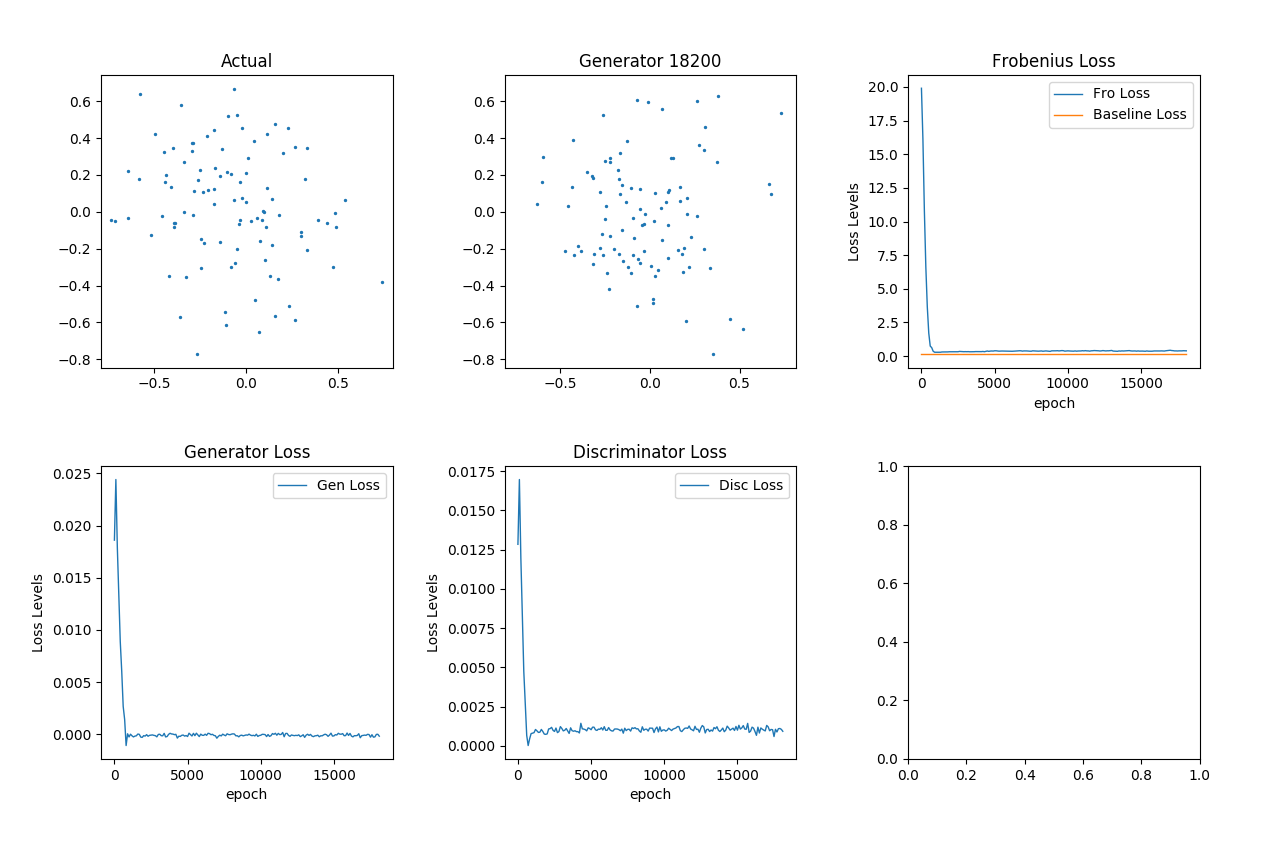 Actual
0.6
0.4
0.2
0.0
−0.2
−0.4
−0.6
−0.8
−0.5 0.0 0.5
Generator 18200
0.6
0.4
0.2
0.0
−0.2
−0.4
−0.6
−0.8
−0.5 0.0 0.5
Frobenius Loss
Fro Loss
Baseline Loss
Loss Levels
20.0
17.5
15.0
12.5
10.0
7.5
5.0
2.5
0.0
0 5000 10000 15000
epoch
Generator Loss
Gen Loss
Loss Levels
0.025
0.020
0.015
0.010
0.005
0.000
0 5000 10000 15000
epoch
Discriminator Loss
Disc Loss
Loss Levels
0.0175
0.0150
0.0125
0.0100
0.0075
0.0050
0.0025
0.0000
0 5000 10000 15000
epoch
1.0
0.8
0.6
0.4
0.2
0.0
0.0 0.2 0.4 0.6 0.8 1.0